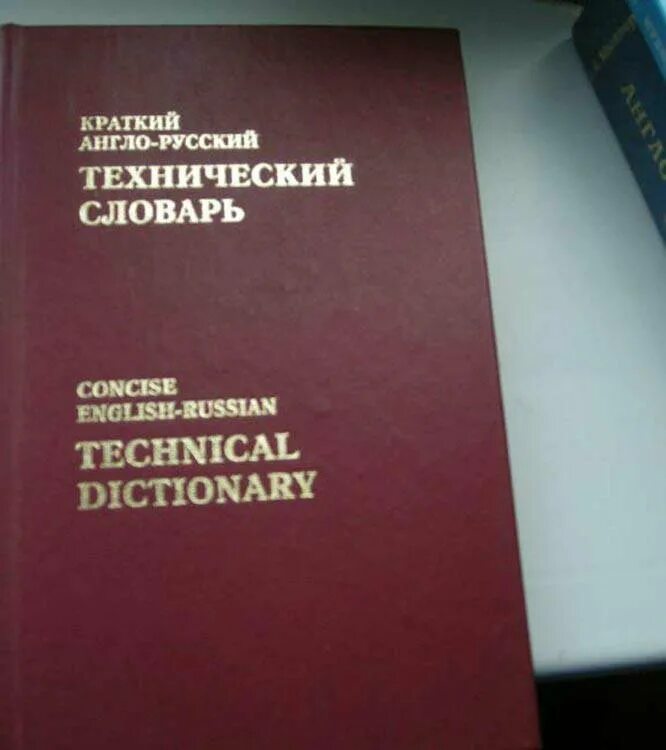 КРАТКИЙ
АНГЛО-РУССКИЙ
ТЕХНИЧЕСКИЙ
СЛОВАРЬ
CONCISE
ENGLISH-RUSSIAN
TECHNICAL
DICTIONARY